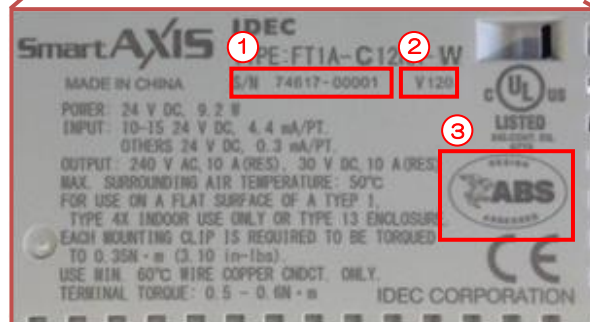 IDEC
SmartAXIS
①
②
TYPE:FT1A-C12 -W
MADE IN CHINA
S/N 74617-00001 V120
c UL US
LISTED
POWER: 24 V DC, 9.2 W
INPUT: 10-I5 24 V DC, 4.4 mA/PT.
OTHERS 24 V DC, 0.3 mA/PT.
③
OUTPUT: 240 V AC,10 A(RES), 30 V DC,10 A(RES)
ABS
MAX. SURROUNDING AIR TEMPERATURE: 50°C
FOR USE ON A FLAT SURFACE OF A TYEP 1,
TYPE 4X INDOOR USE ONLY OR TYPE 13 ENCLOSURE.
EACH MOUNTING CLIP IS REQUIRED TO BE TORQUED
TO 0.35N·m (3.10 in-lbs).
CE
USE MIN. 60°C WIRE COPPER CNDCT. ONLY.
TERMINAL TORQUE: 0.5 - 0.6N·m
IDEC CORPORATION